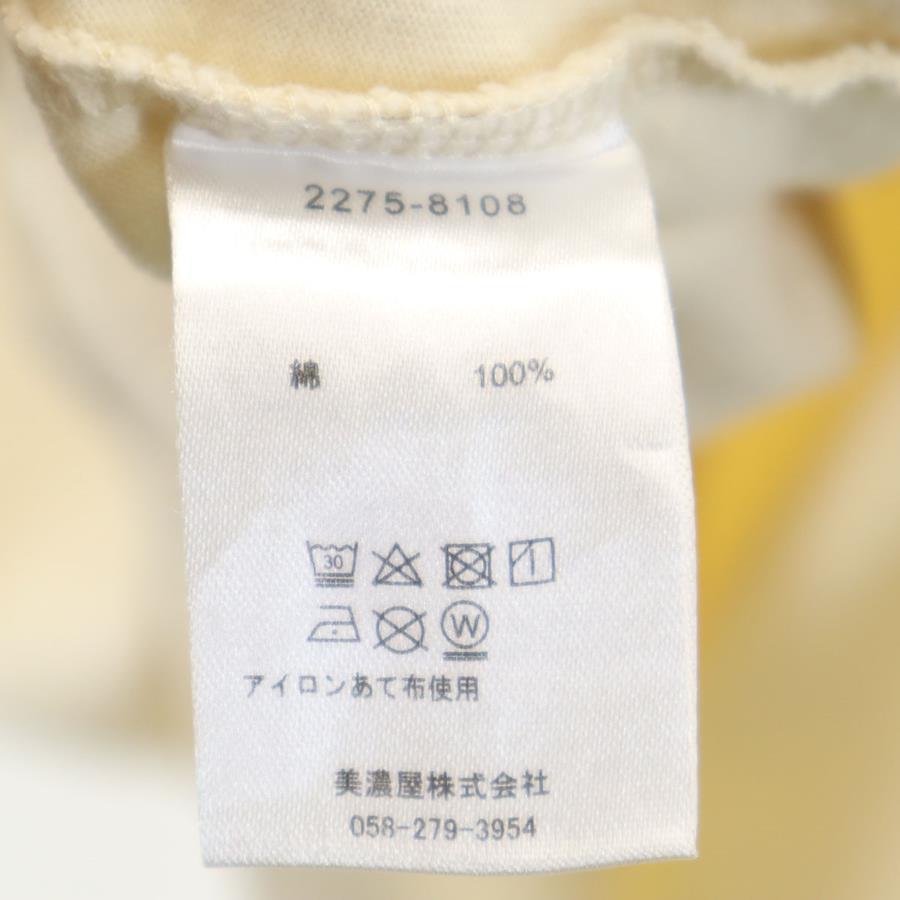 2275-8108
綿 100%
30
W
アイロンあて布使用
美濃屋株式会社
058-279-3954